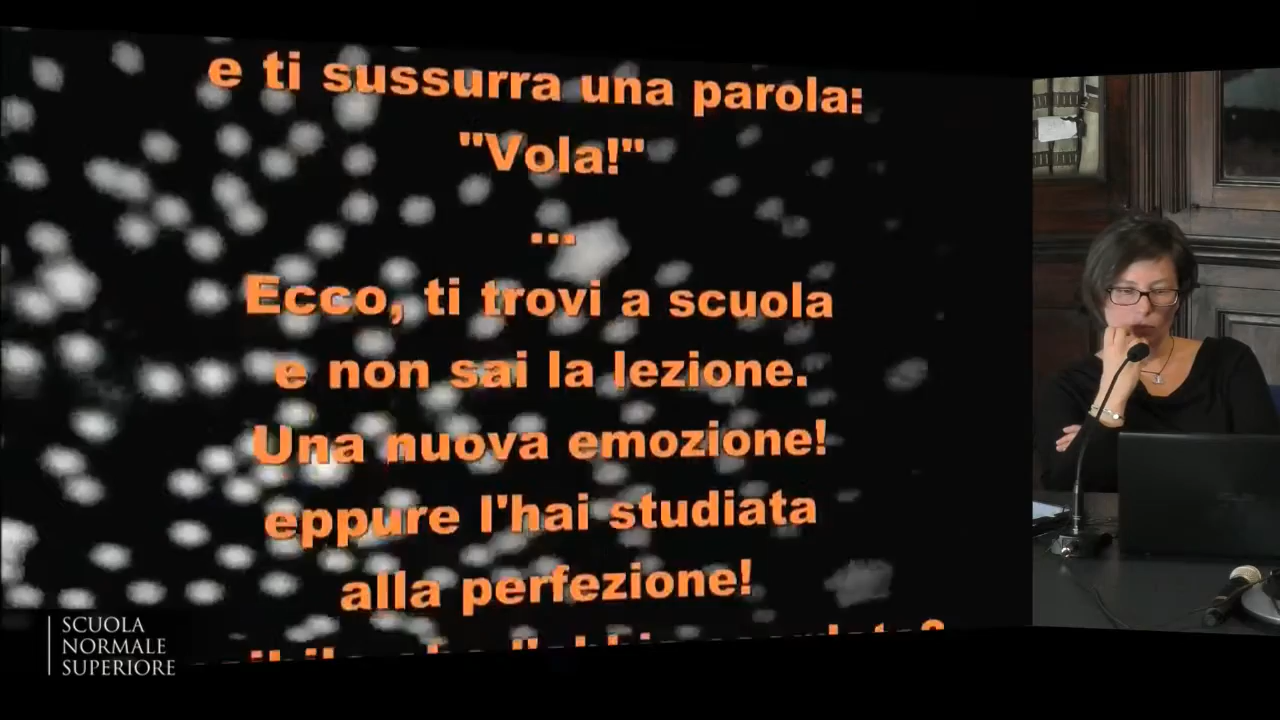 e ti sussurra una parola:
"Vola!"
...
Ecco, ti trovi a scuola
e non sai la lezione.
Una nuova emozione!
eppure l'hai studiata
alla perfezione!
SCUOLA
NORMALE
SUPERIORE